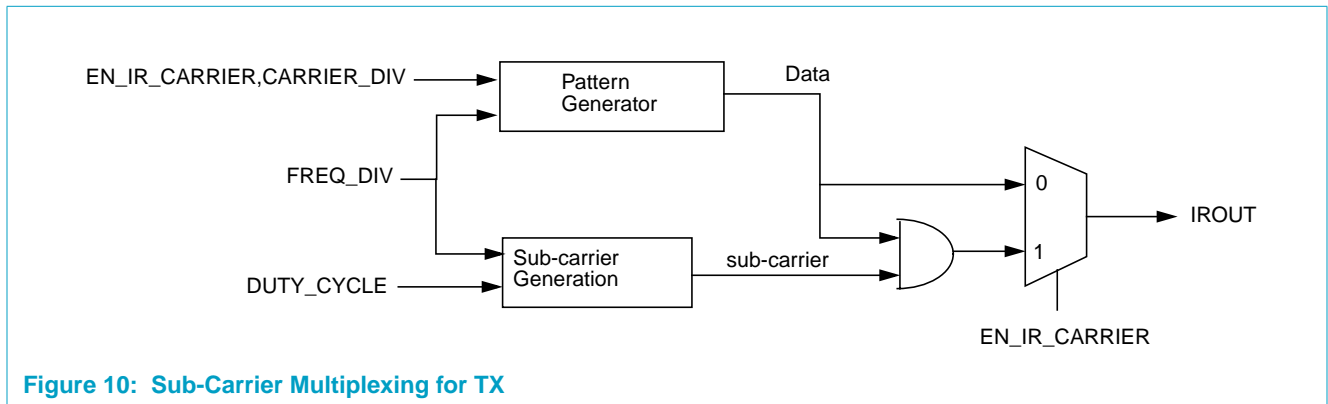 EN_IR_CARRIER,CARRIER_DIV
Pattern
Generator
Data
FREQ_DIV
0
IROUT
1
Sub-carrier
Generation
sub-carrier
DUTY_CYCLE
EN_IR_CARRIER
Figure 10: Sub-Carrier Multiplexing for TX